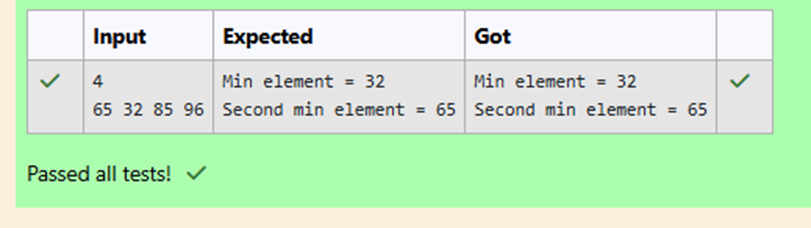 Input Expected Got
4 Min element = 32 Min element = 32
65 32 85 96 Second min element = 65 Second min element = 65
Passed all tests!